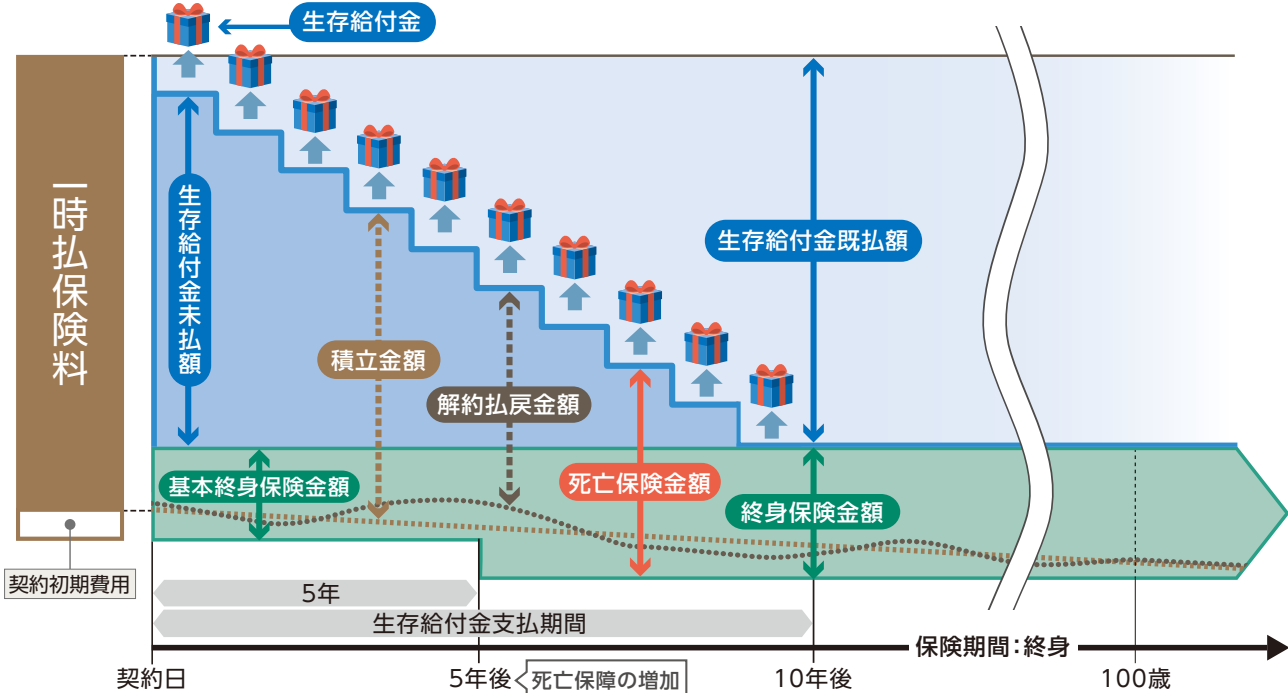 生存給付金
一時払保険料
生存給付金未払額
生存給付金既払額
積立金額
解約払戻金額
基本終身保険金額
死亡保険金額
終身保険金額
契約初期費用
5年
生存給付金支払期間
保険期間：終身
契約日
5年後
死亡保障の増加
10年後
100歳